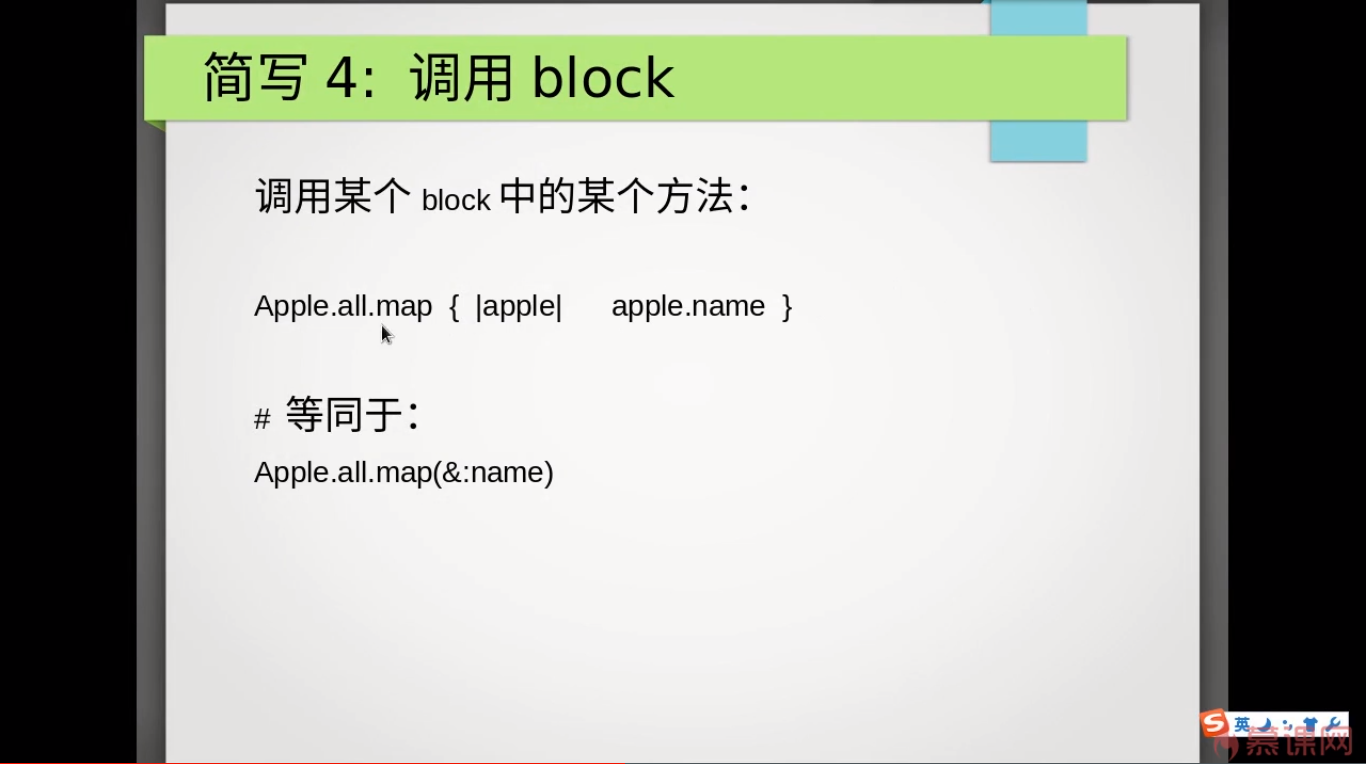 简写 4: 调用 block
调用某个 block 中的某个方法：
Apple.all.map { |apple| apple.name }
# 等同于：
Apple.all.map(&:name)
英
慕课网